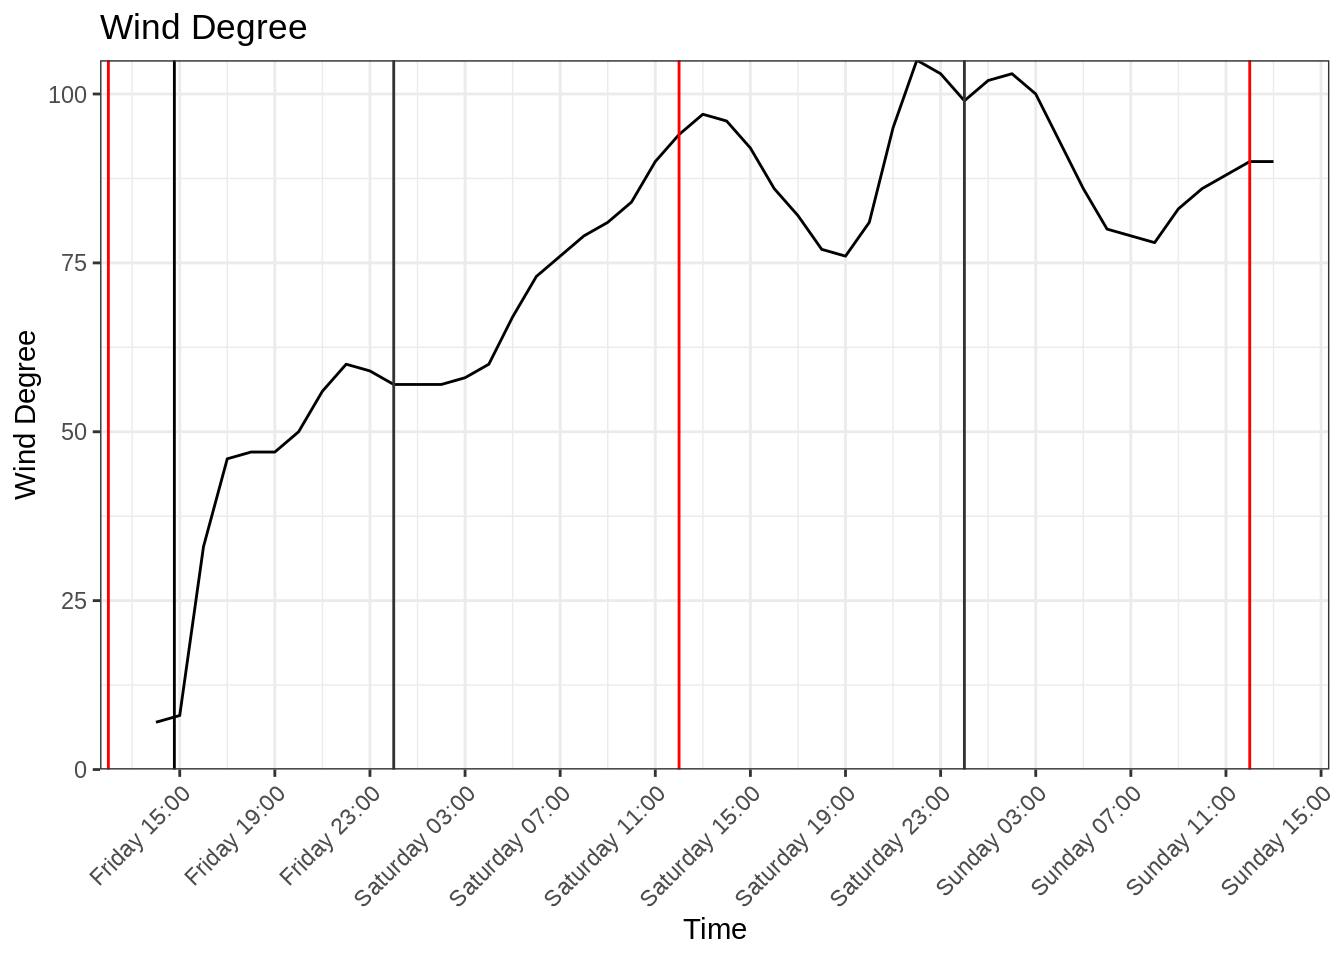 Wind Degree
Wind Degree
100
75
50
25
0
Friday 15:00
Friday 19:00
Friday 23:00
Saturday 03:00
Saturday 07:00
Saturday 11:00
Saturday 15:00
Saturday 19:00
Saturday 23:00
Sunday 03:00
Sunday 07:00
Sunday 11:00
Sunday 15:00
Time